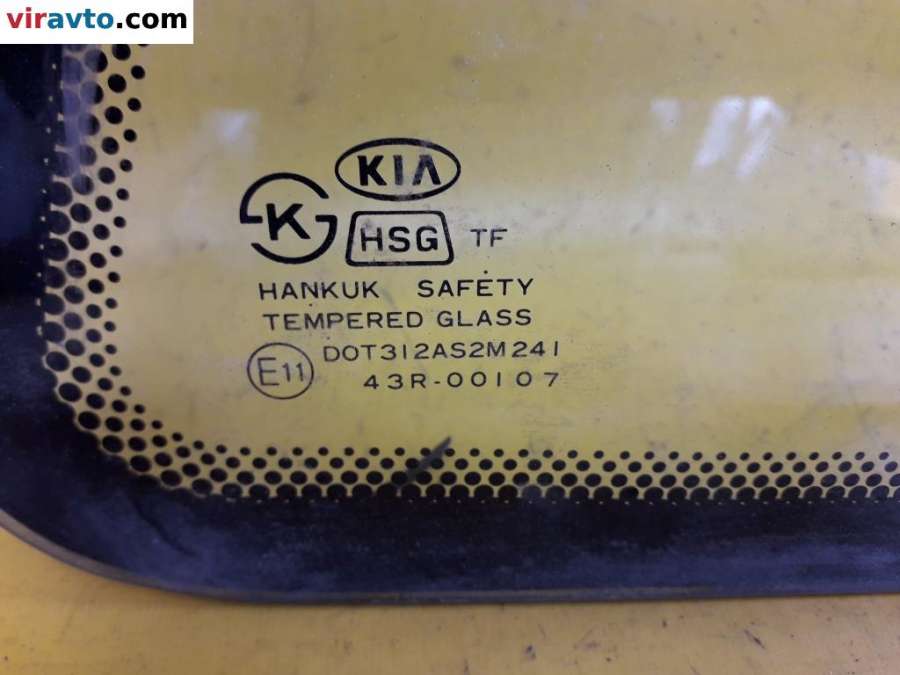 viravto.com
KIA
K
HSG TF
HANKUK SAFETY
TEMPERED GLASS
E11 DOT312AS2M241
43R-00107